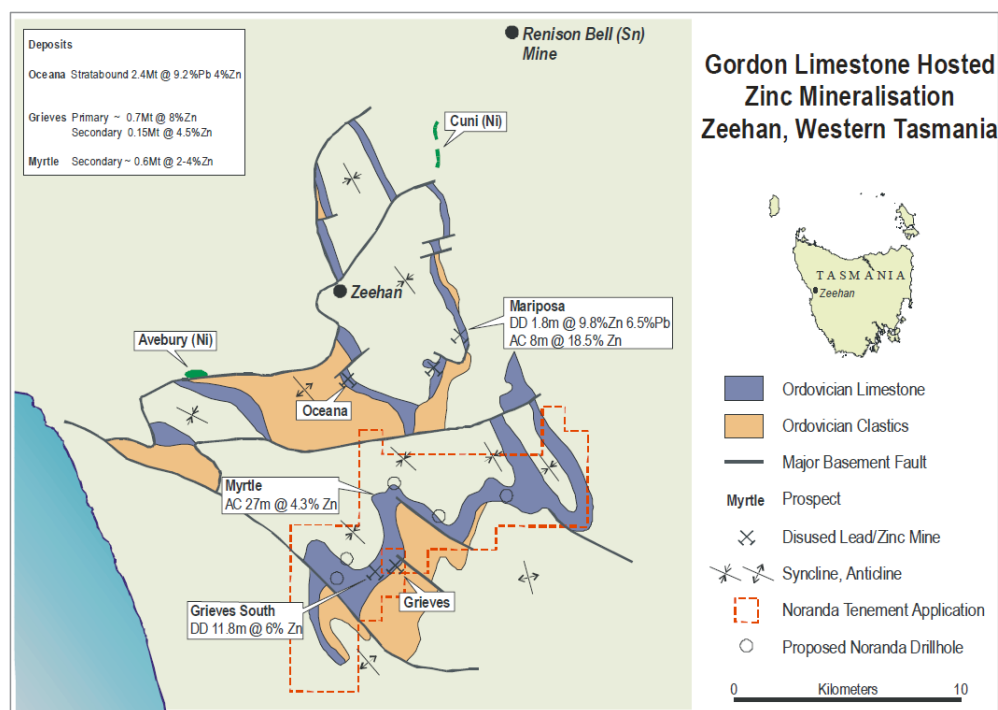 Deposits
Oceana Stratabound 2.4Mt @ 9.2%Pb 4%Zn
Grieves Primary ~ 0.7Mt @ 8%Zn
Secondary 0.15Mt @ 4.5%Zn
Myrtle Secondary ~ 0.6Mt @ 2-4%Zn
Renison Bell (Sn)
Mine
Cuni (Ni)
Zeehan
Mariposa
DD 1.8m @ 9.8%Zn 6.5%Pb
AC 8m @ 18.5% Zn
Avebury (Ni)
Oceana
Myrtle
AC 27m @ 4.3% Zn
Grieves
Grieves South
DD 11.8m @ 6% Zn
Gordon Limestone Hosted
Zinc Mineralisation
Zeehan, Western Tasmania
TASMANIA
Zeehan
Ordovician Limestone
Ordovician Clastics
Major Basement Fault
Myrtle Prospect
Disused Lead/Zinc Mine
Syncline, Anticline
Noranda Tenement Application
Proposed Noranda Drillhole
0 Kilometers 10